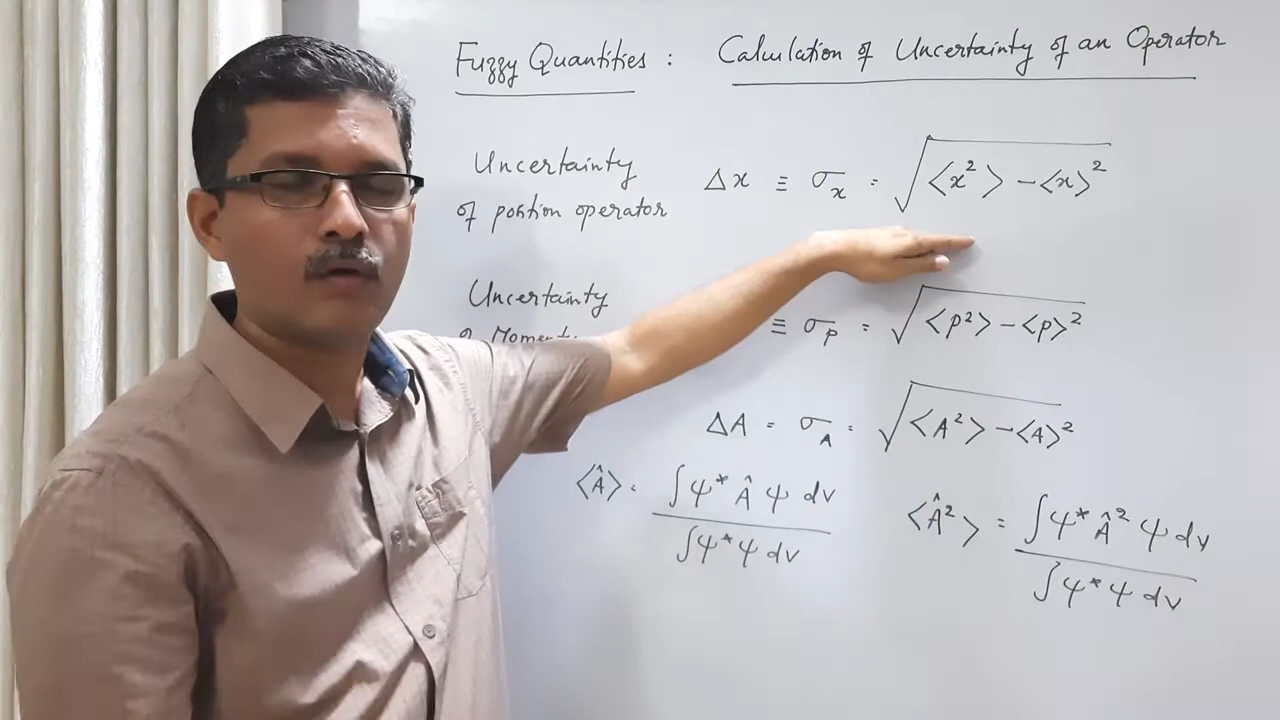 Fuzzy Quantities : Calculation of Uncertainty of an Operator
Uncertainty
of position operator
Δx ≡ σₓ = √(⟨x²⟩ - ⟨x⟩²)
Uncertainty
≡ σₚ = √(⟨p²⟩ - ⟨p⟩²)
ΔA = σ_A = √(⟨A²⟩ - ⟨A⟩²)
⟨Â⟩ = ∫ψ* Â ψ dv / ∫ψ*ψ dv
⟨Â²⟩ = ∫ψ* Â² ψ dv / ∫ψ*ψ dv